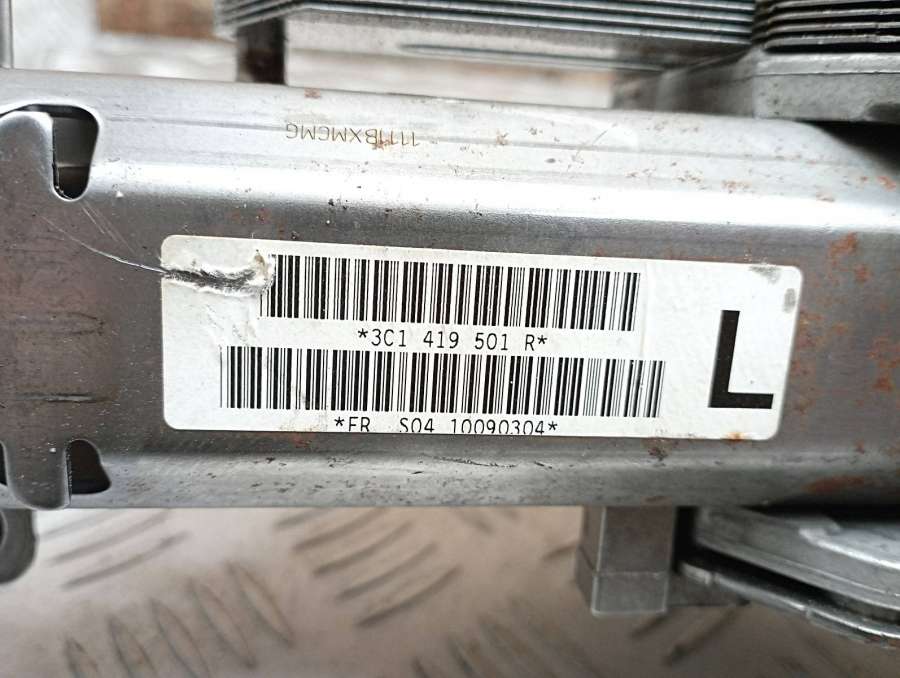 1111BXMCMG
*3C1 419 501 R*
L
*FR S04 10090304*